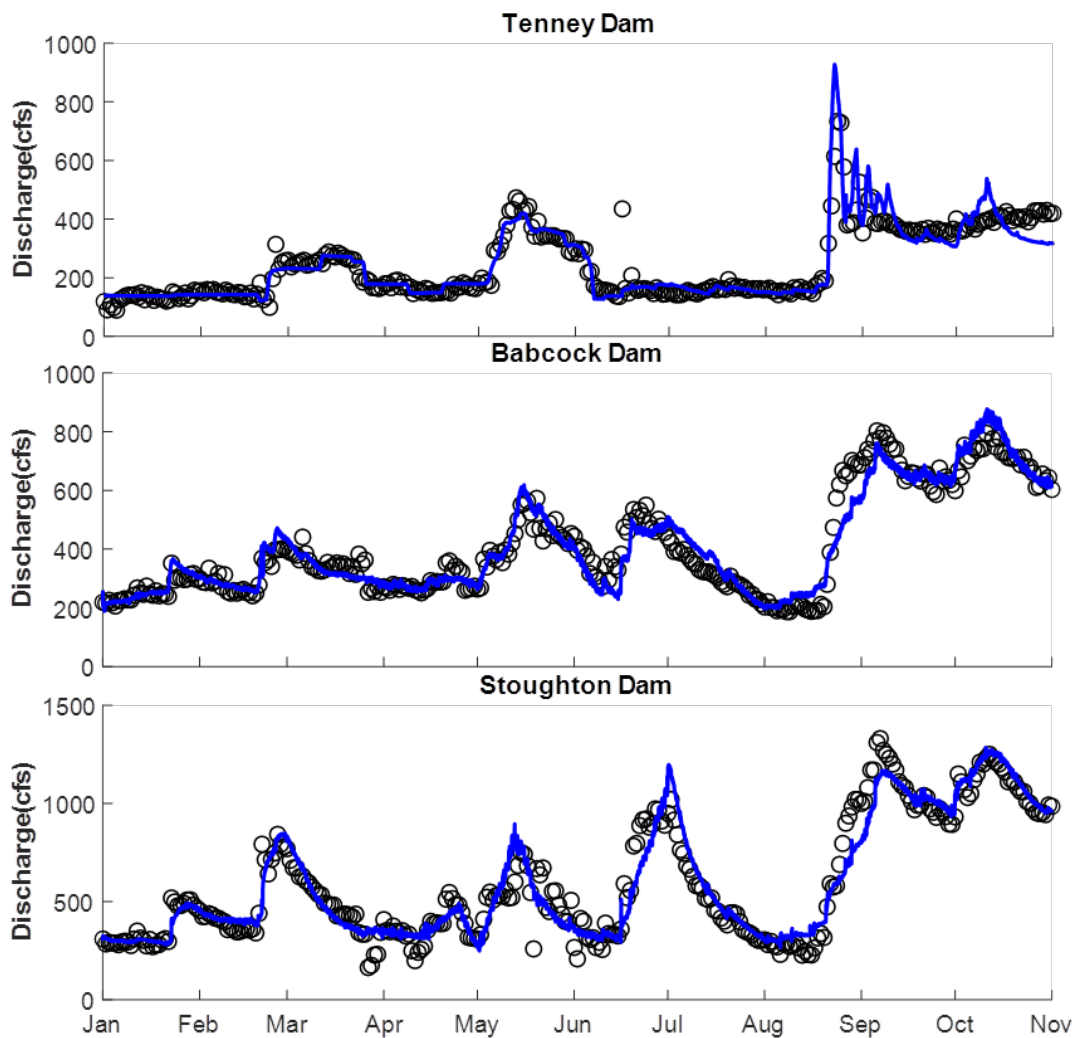 Tenney Dam
1000
800
600
400
200
0
Discharge(cfs)
Babcock Dam
1000
800
600
400
200
0
Discharge(cfs)
Stoughton Dam
1500
1000
500
0
Discharge(cfs)
Jan Feb Mar Apr May Jun Jul Aug Sep Oct Nov